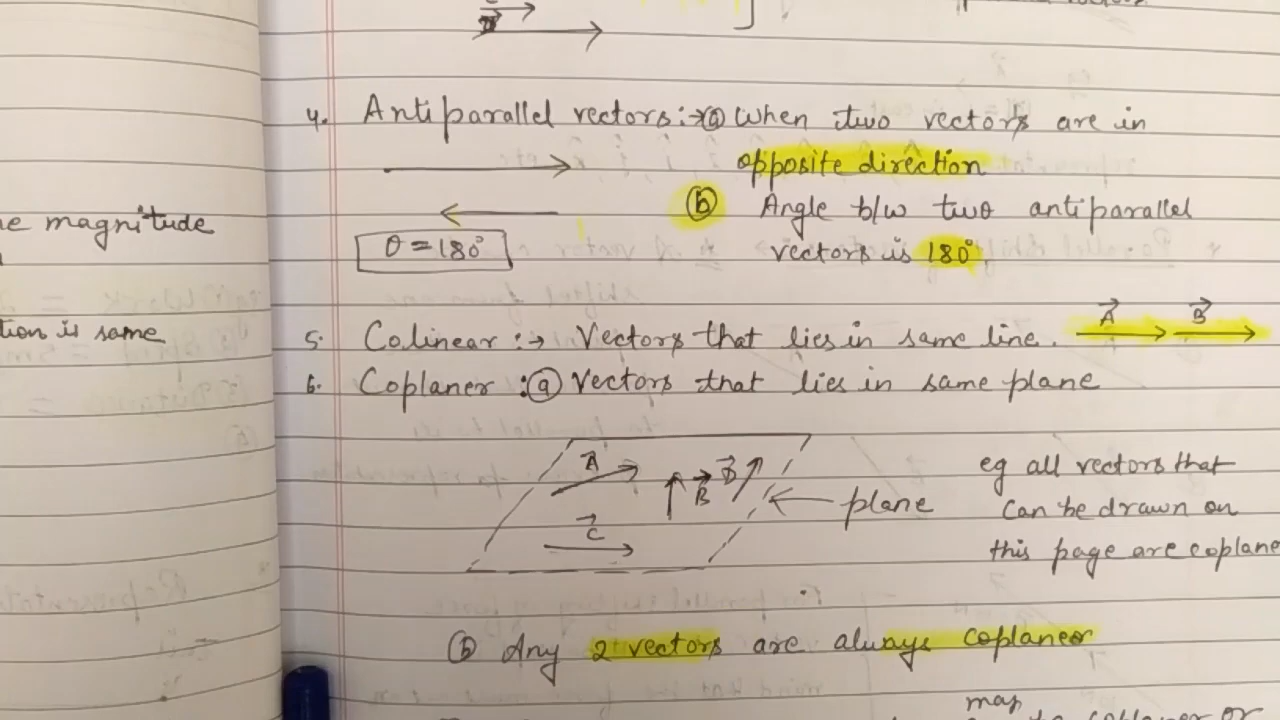 4. Antiparallel vectors :→ ⓐ When two vectors are in
opposite direction
ⓑ Angle b/w two antiparallel
vectors is 180°.
θ = 180°
5. Colinear :→ Vectors that lies in same line. A B
6. Coplaner : ⓐ Vectors that lies in same plane
A B D
C
plane
eg all vectors that
can be drawn on
this page are coplane
ⓑ Any 2 vectors are always coplaner
may
e magnitude
tion is same